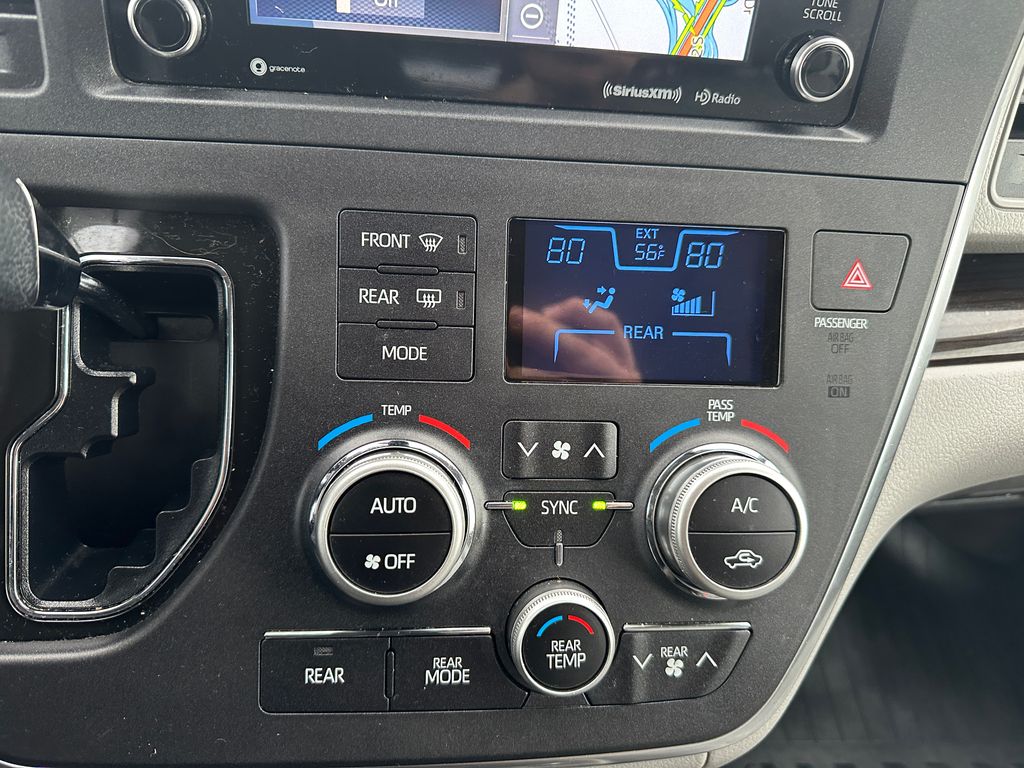 Off
TUNE
SCROLL
gracenote
((SiriusXM))
HD Radio
FRONT
REAR
MODE
EXT
80 56°F 80
REAR
PASSENGER
AIR BAG
OFF
AIR BAG
ON
TEMP
PASS
TEMP
AUTO
OFF
SYNC
A/C
REAR
REAR
MODE
REAR
TEMP
REAR